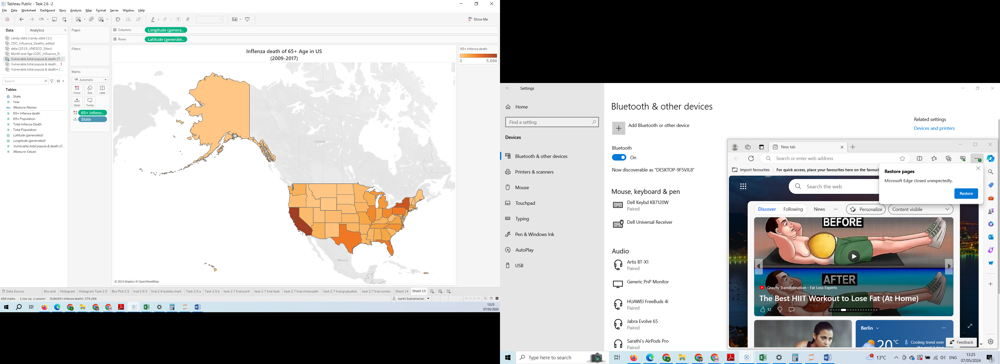 Tableau Public - Task 2.6 -2
File Data Worksheet Dashboard Story Analysis Map Format Server Window Help
Show Me
Data Analytics
candy-data (candy-data (1))
CDC_Influenza_Deaths_edited
data (2019_UNESCO_Sites)
Month and Age (CDC_Influenza_D...
Vulnerable,total popula & death (T...
Vulnerable,total popula & death... !
Vulnerable,total popula & death+ (...
Search
Tables
State
Year
Abc Measure Names
65+ Inflenza death
65+ Population
Total Inflenza Death
Total Population
Latitude (generated)
Longitude (generated)
Vulnerable,total popula & death (C...
Measure Values
Pages
Filters
Marks
Automatic
Colour Size Label
Detail Tooltip
65+ Inflenz..
State
Columns Longitude (genera..
Rows Latitude (generate..
Inflenza death of 65+ Age in US
(2009-2017)
Canada
Mexico
© 2024 Mapbox © OpenStreetMap
65+ Inflenza death
0 5,694
Data Source Box plot Histogram Histogram Task 2.5 Box Plot 2.5 trial 2.6 S trial 2.6 bubble chart Task 2.6 a Task 2.6 b task 2.7 trial point task 2.7 trial heat task 2.7 trial cholorpeth task 2.7 trial graduated task 2.7 trial combo Sheet 14 Sheet 15
468 marks 1 row by 1 column SUM(65+ Inflenza death): 379,266
Aarthi Subramanian
13:25
07/05/2024
Settings
Home
Find a setting
Devices
Bluetooth & other devices
Printers & scanners
Mouse
Touchpad
Typing
Pen & Windows Ink
AutoPlay
USB
Bluetooth & other devices
Add Bluetooth or other device
Bluetooth
On
Now discoverable as “DESKTOP-9F5VJL8”
Mouse, keyboard & pen
Dell Keybd KB7120W
Paired
Dell Universal Receiver
Audio
Artis BT-X1
Paired
Generic PnP Monitor
HUAWEI FreeBuds 4i
Paired
Jabra Evolve 65
Paired
Sarathi’s AirPods Pro
Paired
Related settings
Devices and printers
New tab
Search or enter web address
Import favourites For quick access, place your favourites here on the favouri
Restore pages
Microsoft Edge closed unexpectedly.
Restore
Search the web
Discover Following News ... Personalize Content visible
BEFORE
AFTER
Gravity Transformation - Fat Loss Experts
The Best HIIT Workout to Lose Fat (At Home)
12
Berlin
20 °C Cooling trend over
the next 3 days
Feedback
Type here to search
13°C
ENG
13:25
07/05/2024